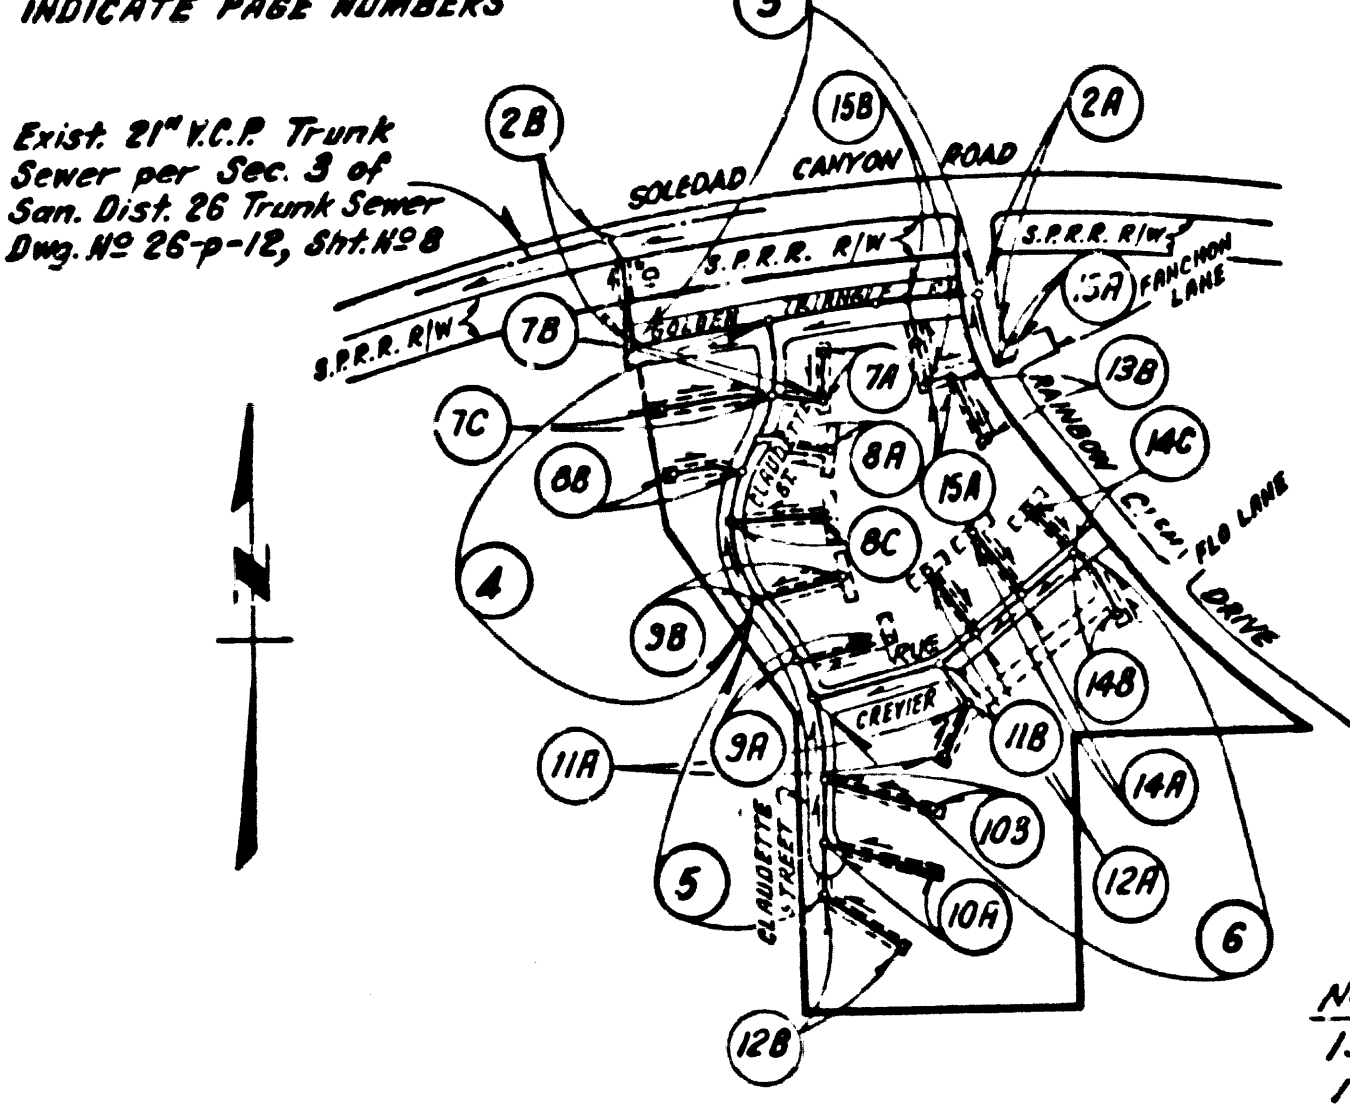 INDICATE PAGE NUMBERS
3
15B
2A
2B
Exist. 21" V.C.P. Trunk
Sewer per Sec. 3 of
San. Dist. 26 Trunk Sewer
Dwg. Nº 26-p-12, Sht. Nº 8
SOLEDAD CANYON ROAD
S.P.R.R. R/W
S.P.R.R. R/W
S.P.R.R. R/W
FANCHON
LANE
GOLDEN TRIANGLE
7B
7A
13B
7C
14C
8A
8B
15A
RAINBOW GLEN
DRIVE
FLO LANE
ST.
8C
4
N
9B
RUE
CREVIER
14B
9A
11B
11A
14A
10B
CLAUDETTE
STREET
5
12A
10A
6
12B